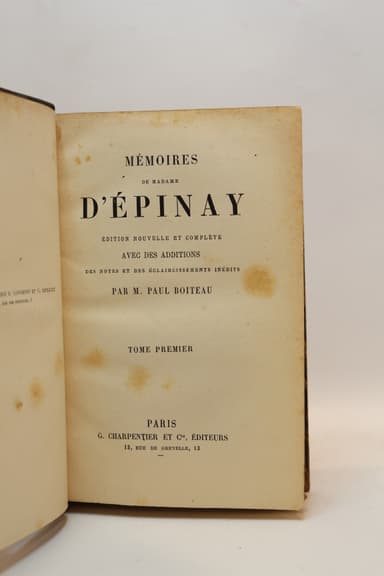 MÉMOIRES
DE MADAME
D'ÉPINAY
ÉDITION NOUVELLE ET COMPLÈTE
AVEC DES ADDITIONS
DES NOTES ET DES ÉCLAIRCISSEMENTS INÉDITS
PAR M. PAUL BOITEAU
TOME PREMIER
PARIS
G. CHARPENTIER ET Cie, ÉDITEURS
13, RUE DE GRENELLE, 13